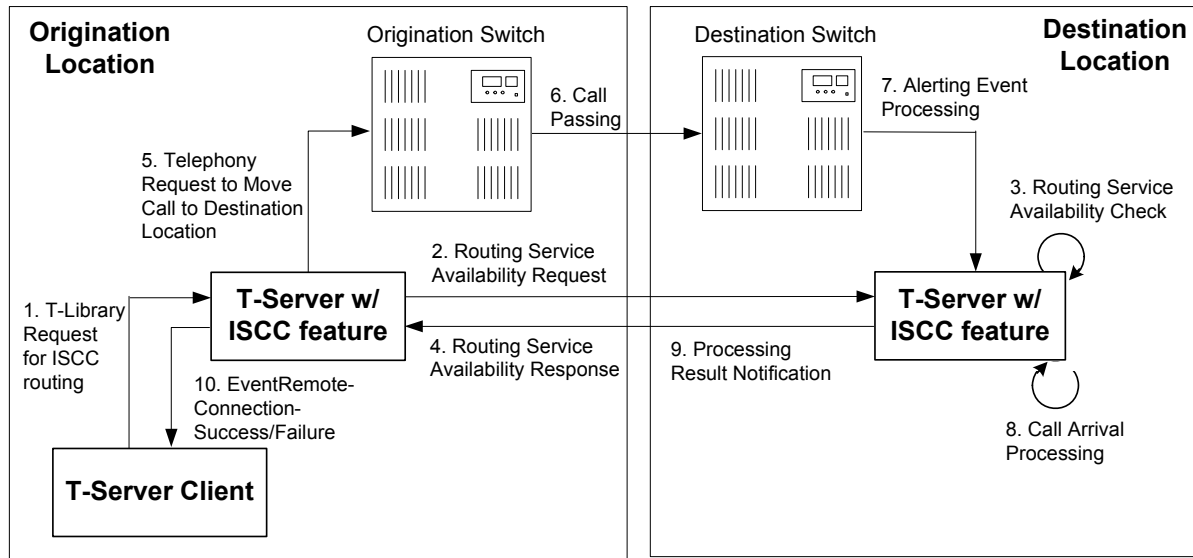 Origination
Location
Origination Switch
Destination Switch
Destination
Location
6. Call
Passing
7. Alerting Event
Processing
5. Telephony
Request to Move
Call to Destination
Location
3. Routing Service
Availability Check
2. Routing Service
Availability Request
T-Server w/
ISCC feature
T-Server w/
ISCC feature
1. T-Library
Request
for ISCC
routing
4. Routing Service
Availability Response
9. Processing
Result Notification
10. EventRemote-
Connection-
Success/Failure
8. Call Arrival
Processing
T-Server Client